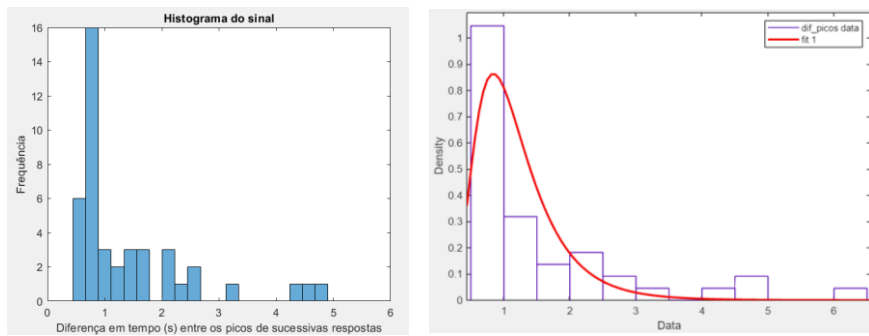 Histograma do sinal
Frequência
16
14
12
10
8
6
4
2
0
0 1 2 3 4 5 6
Diferença em tempo (s) entre os picos de sucessivas respostas
dif_picos data
fit 1
Density
1
0.9
0.8
0.7
0.6
0.5
0.4
0.3
0.2
0.1
0
1 2 3 4 5 6
Data